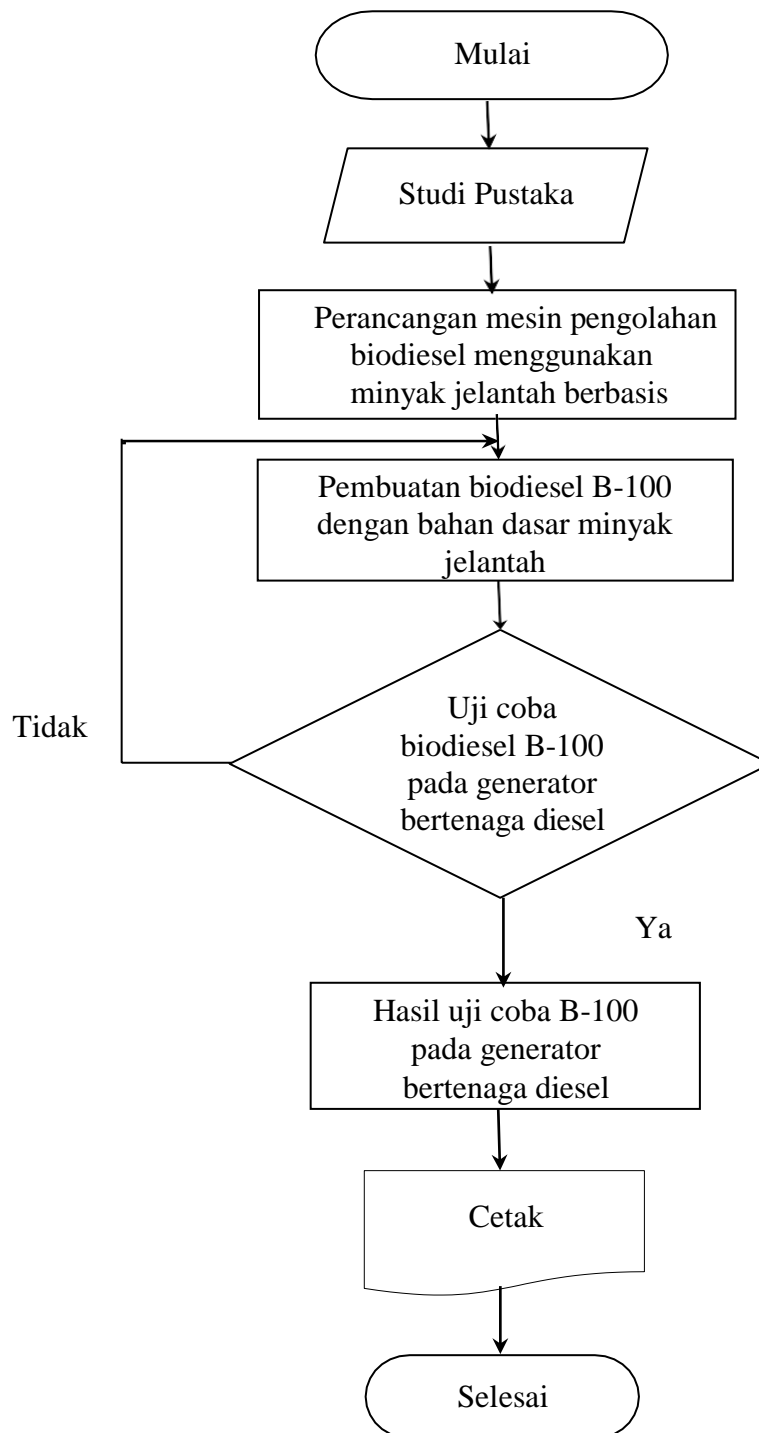 Mulai
Studi Pustaka
Perancangan mesin pengolahan
biodiesel menggunakan
minyak jelantah berbasis
Pembuatan biodiesel B-100
dengan bahan dasar minyak
jelantah
Uji coba
biodiesel B-100
pada generator
bertenaga diesel
Tidak
Ya
Hasil uji coba B-100
pada generator
bertenaga diesel
Cetak
Selesai